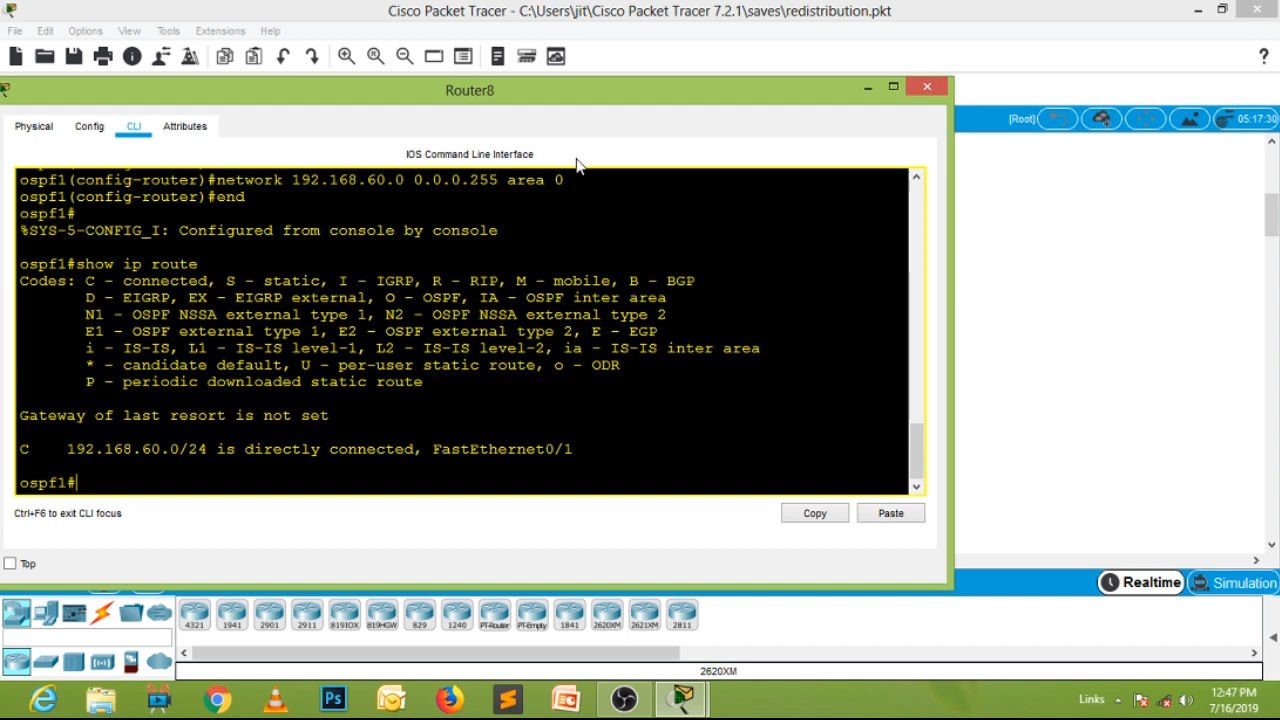 Cisco Packet Tracer - C:\Users\jit\Cisco Packet Tracer 7.2.1\saves\redistribution.pkt
File Edit Options View Tools Extensions Help
Router8
Physical Config CLI Attributes
[Root] 05:17:30
IOS Command Line Interface
ospf1(config-router)#network 192.168.60.0 0.0.0.255 area 0
ospf1(config-router)#end
ospf1#
%SYS-5-CONFIG_I: Configured from console by console
ospf1#show ip route
Codes: C - connected, S - static, I - IGRP, R - RIP, M - mobile, B - BGP
D - EIGRP, EX - EIGRP external, O - OSPF, IA - OSPF inter area
N1 - OSPF NSSA external type 1, N2 - OSPF NSSA external type 2
E1 - OSPF external type 1, E2 - OSPF external type 2, E - EGP
i - IS-IS, L1 - IS-IS level-1, L2 - IS-IS level-2, ia - IS-IS inter area
* - candidate default, U - per-user static route, o - ODR
P - periodic downloaded static route
Gateway of last resort is not set
C 192.168.60.0/24 is directly connected, FastEthernet0/1
ospf1#
Ctrl+F6 to exit CLI focus
Copy Paste
Top
Realtime Simulation
4321 1941 2901 2911 819IOX 819HGW 829 1240 PT-Router PT-Empty 1841 2620XM 2621XM 2811
2620XM
Links
12:47 PM
7/16/2019